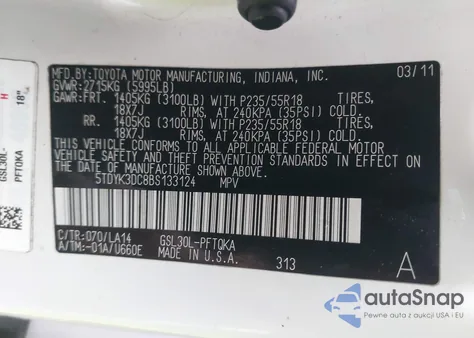 MFD.BY:TOYOTA MOTOR MANUFACTURING, INDIANA, INC. 03/11
GVWR:2715KG (5995LB)
GAWR:FRT. 1405KG (3100LB) WITH P235/55R18 TIRES,
18X7J RIMS, AT 240KPA (35PSI) COLD
RR. 1405KG (3100LB) WITH P235/55R18 TIRES,
18X7J RIMS, AT 240KPA (35PSI) COLD
THIS VEHICLE CONFORMS TO ALL APPLICABLE FEDERAL MOTOR
VEHICLE SAFETY, AND THEFT PREVENTION STANDARDS IN EFFECT ON
THE DATE OF MANUFACTURE SHOWN ABOVE.
5TDYK3DC8BS133124 MPV
C/TR:070/LA14 GSL30L-PFTQKA
A/TM:-01A/U660E MADE IN U.S.A. 313 A
H
18"
GSL30L-
PFTQKA
autoSnap
Pewne auta z aukcji USA i EU